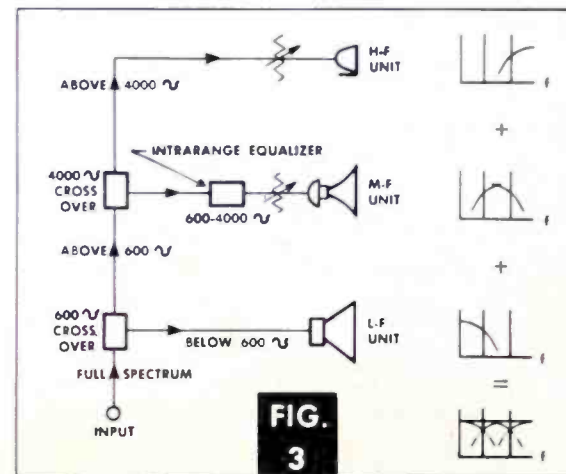 H-F
UNIT
ABOVE 4000 ∿
f
+
INTRARANGE EQUALIZER
4000 ∿
CROSS
OVER
600-4000 ∿
M-F
UNIT
f
+
ABOVE 600 ∿
600 ∿
CROSS
OVER
BELOW 600 ∿
L-F
UNIT
f
=
FULL SPECTRUM
INPUT
FIG.
3
f